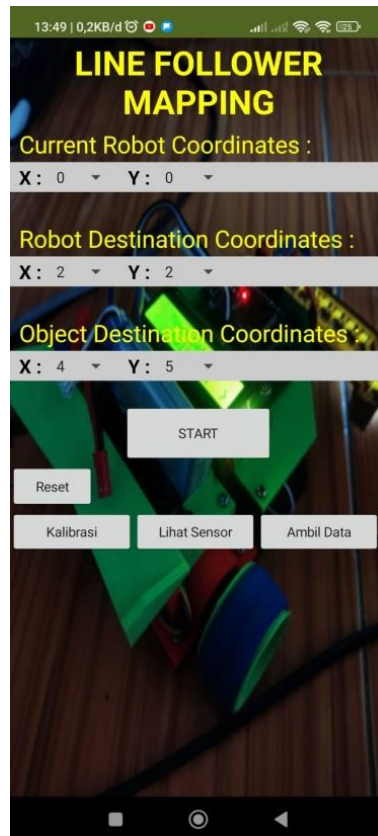 13:49 | 0,2KB/d
25
LINE FOLLOWER
MAPPING
Current Robot Coordinates :
X : 0 Y : 0
Robot Destination Coordinates :
X : 2 Y : 2
Object Destination Coordinates :
X : 4 Y : 5
START
Reset
Kalibrasi Lihat Sensor Ambil Data